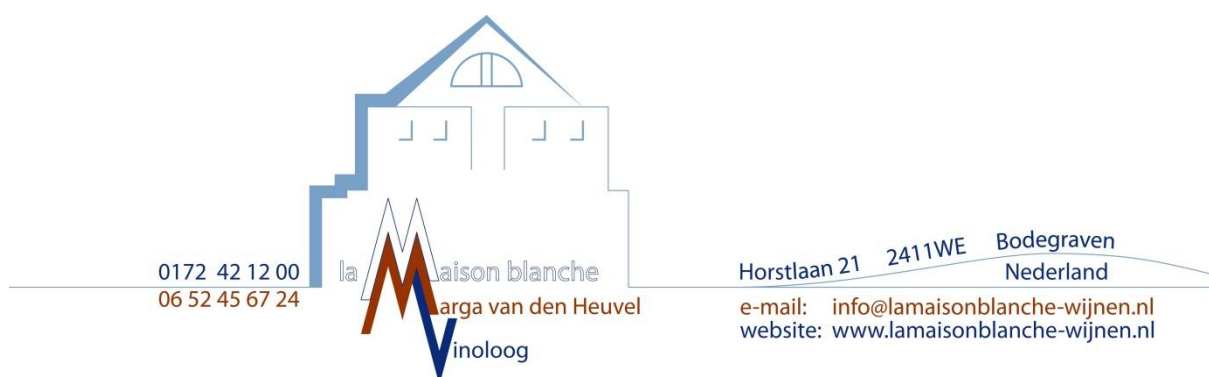 0172 42 12 00
06 52 45 67 24
la Maison blanche
Marga van den Heuvel
Vinoloog
Horstlaan 21 2411WE Bodegraven
Nederland
e-mail: info@lamaisonblanche-wijnen.nl
website: www.lamaisonblanche-wijnen.nl